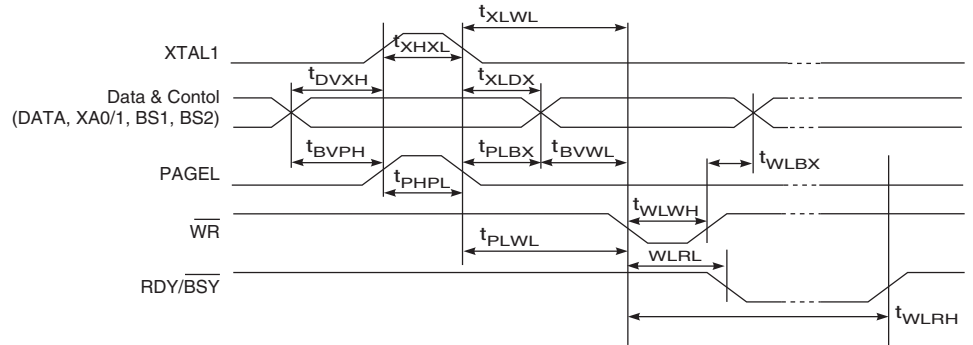 tXLWL
XTAL1
tXHXL
tDVXH
tXLDX
Data & Contol
(DATA, XA0/1, BS1, BS2)
tBVPH
tPLBX
tBVWL
tWLBX
PAGEL
tPHPL
WR
tWLWH
tPLWL
WLRL
RDY/BSY
tWLRH